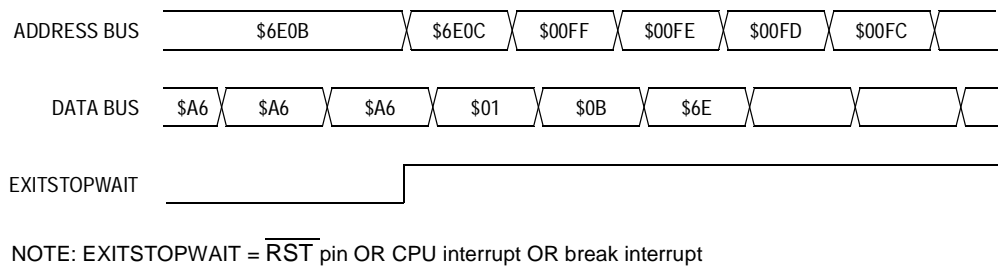 ADDRESS BUS $6E0B $6E0C $00FF $00FE $00FD $00FC
DATA BUS $A6 $A6 $A6 $01 $0B $6E
EXITSTOPWAIT
NOTE: EXITSTOPWAIT = RST pin OR CPU interrupt OR break interrupt